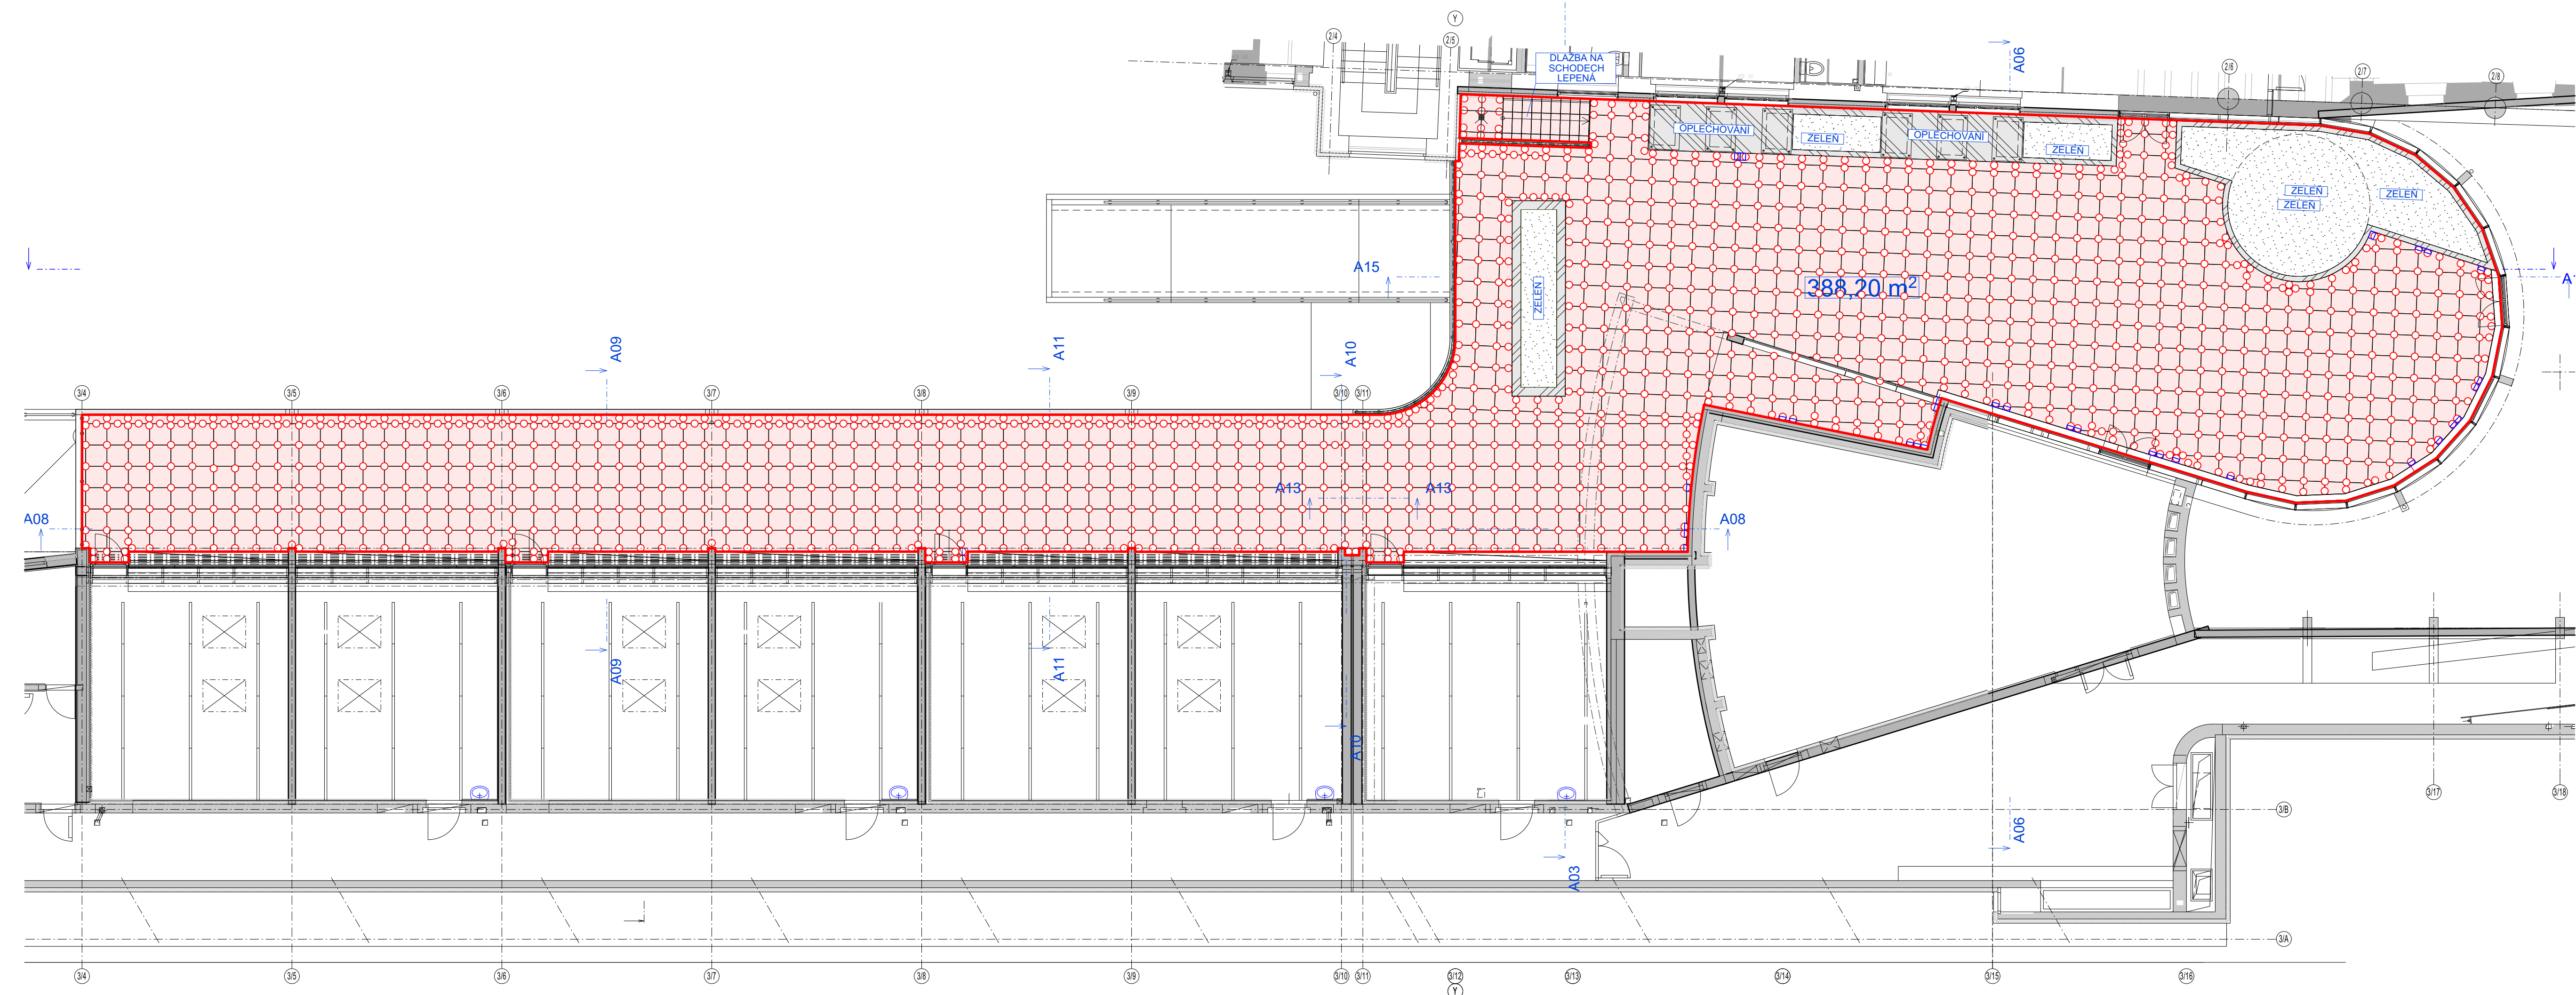 Y
2/4
2/5
DLAŽBA NA
SCHODECH
LEPENÁ
A06
2/6
2/7
2/8
OPLECHOVÁNÍ
ZELEŇ
OPLECHOVÁNÍ
ZELEŇ
ZELEŇ
ZELEŇ
ZELEŇ
A15
388,20 m²
ZELEŇ
A09
A11
A10
3/4
3/5
3/6
3/7
3/8
3/9
3/10
3/11
A13
A13
A08
A08
A09
A11
A10
3/17
3/18
3/B
A06
A03
3/A
3/4
3/5
3/6
3/7
3/8
3/9
3/10
3/11
3/12
3/13
3/14
3/15
3/16
Y